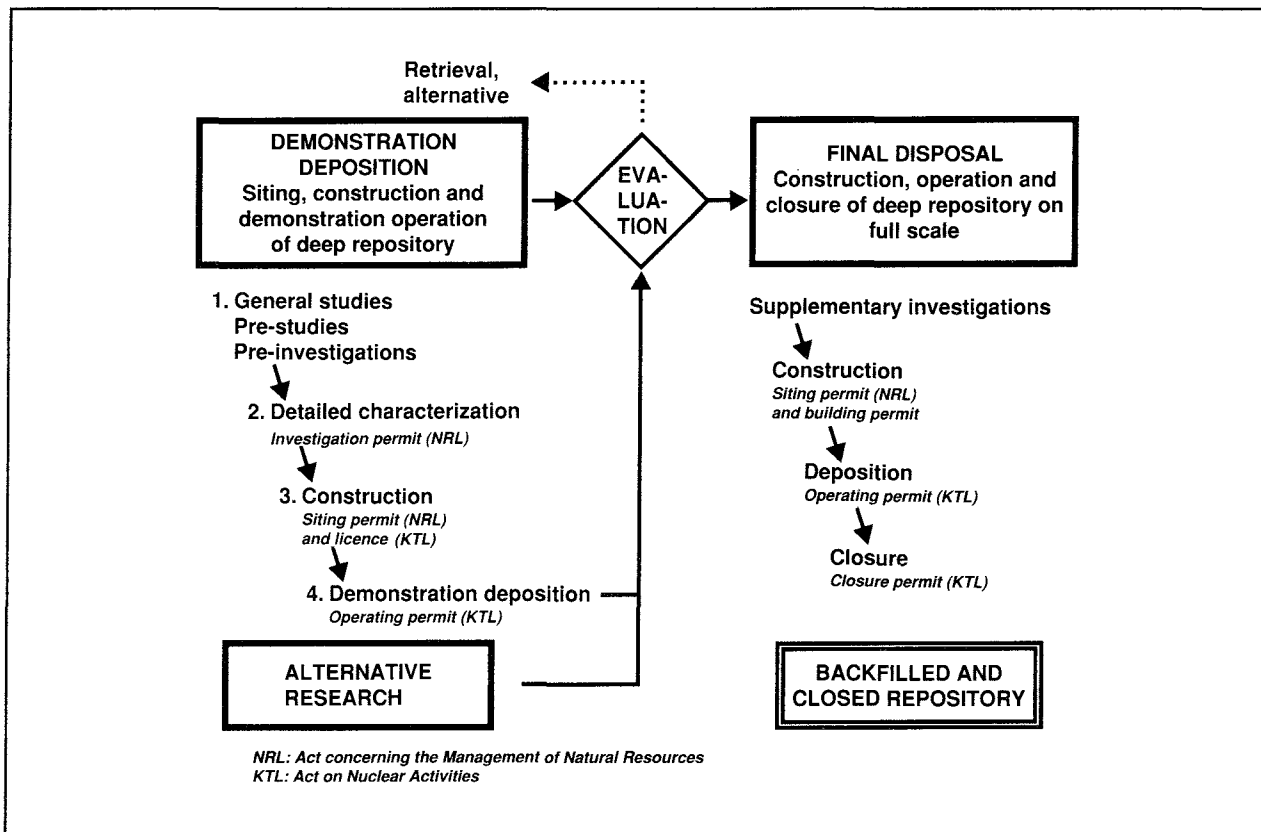 Retrieval,
alternative
DEMONSTRATION
DEPOSITION
Siting, construction and
demonstration operation
of deep repository
EVA-
LUA-
TION
FINAL DISPOSAL
Construction, operation and
closure of deep repository on
full scale
1. General studies
Pre-studies
Pre-investigations
2. Detailed characterization
Investigation permit (NRL)
3. Construction
Siting permit (NRL)
and licence (KTL)
4. Demonstration deposition
Operating permit (KTL)
Supplementary investigations
Construction
Siting permit (NRL)
and building permit
Deposition
Operating permit (KTL)
Closure
Closure permit (KTL)
ALTERNATIVE
RESEARCH
BACKFILLED AND
CLOSED REPOSITORY
NRL: Act concerning the Management of Natural Resources
KTL: Act on Nuclear Activities